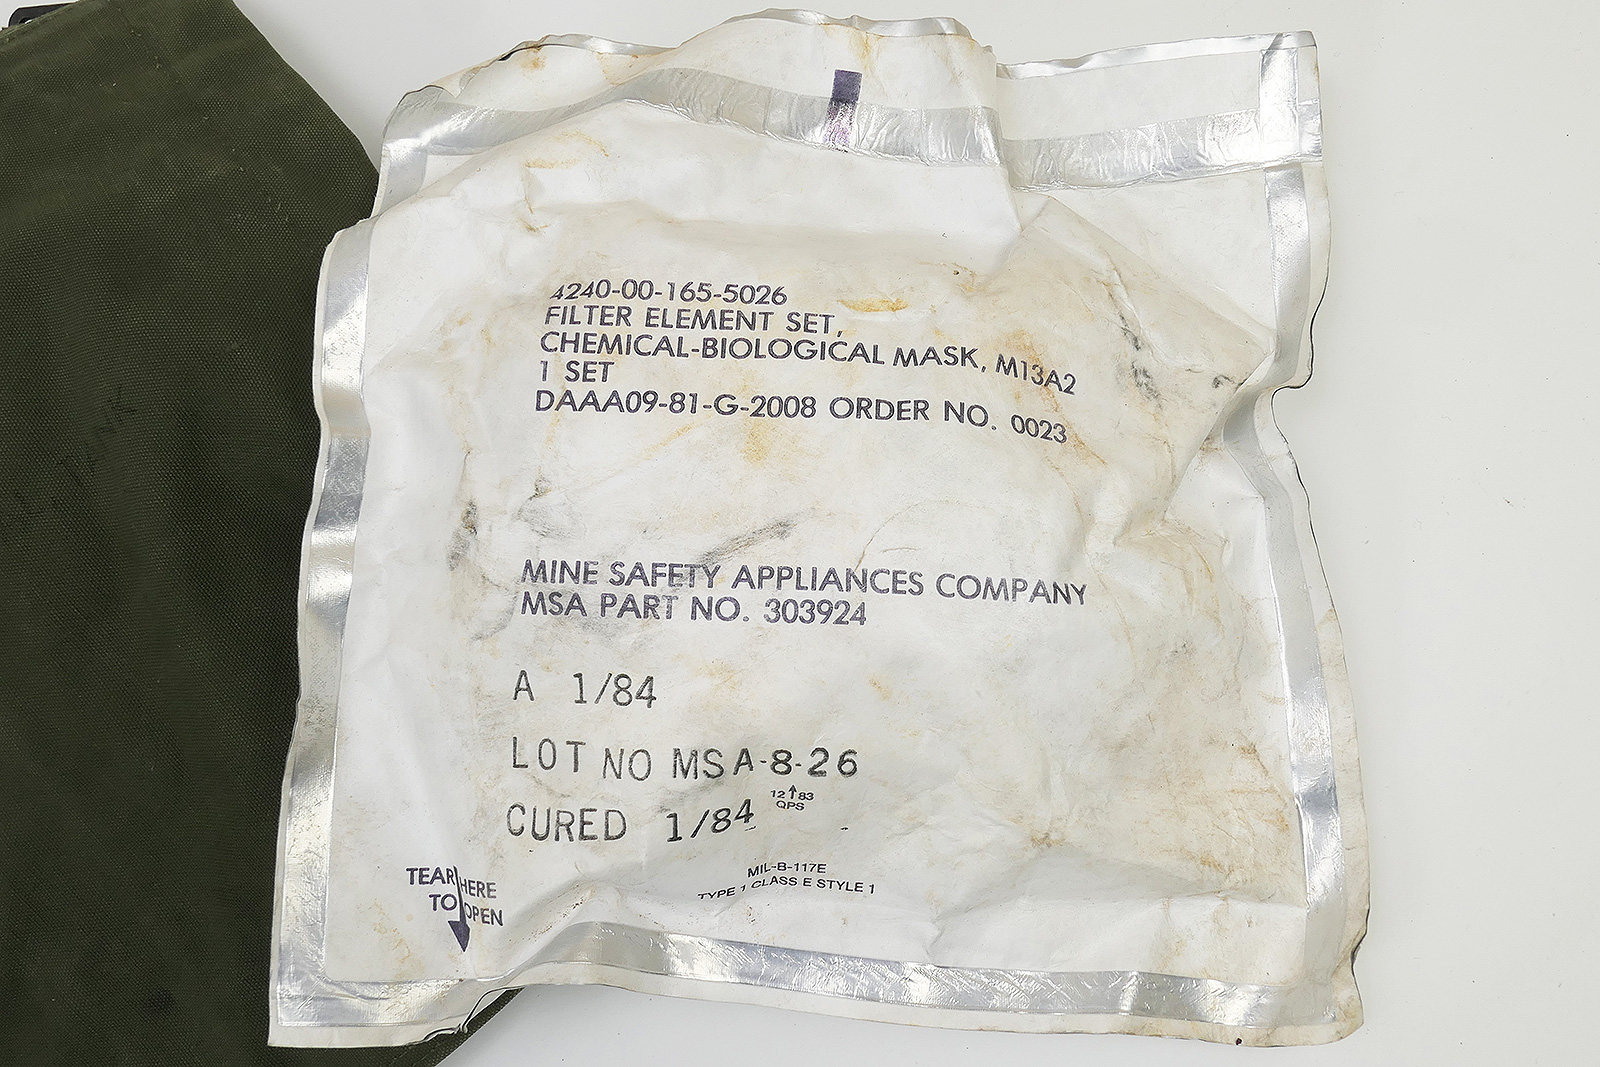 4240-00-165-5026
FILTER ELEMENT SET,
CHEMICAL-BIOLOGICAL MASK, M13A2
1 SET
DAAA09-81-G-2008 ORDER NO. 0023
MINE SAFETY APPLIANCES COMPANY
MSA PART NO. 303924
A 1/84
LOT NO MSA-8-26
12↑83
QPS
CURED 1/84
MIL-B-117E
TYPE 1 CLASS E STYLE 1
TEAR HERE
TO OPEN